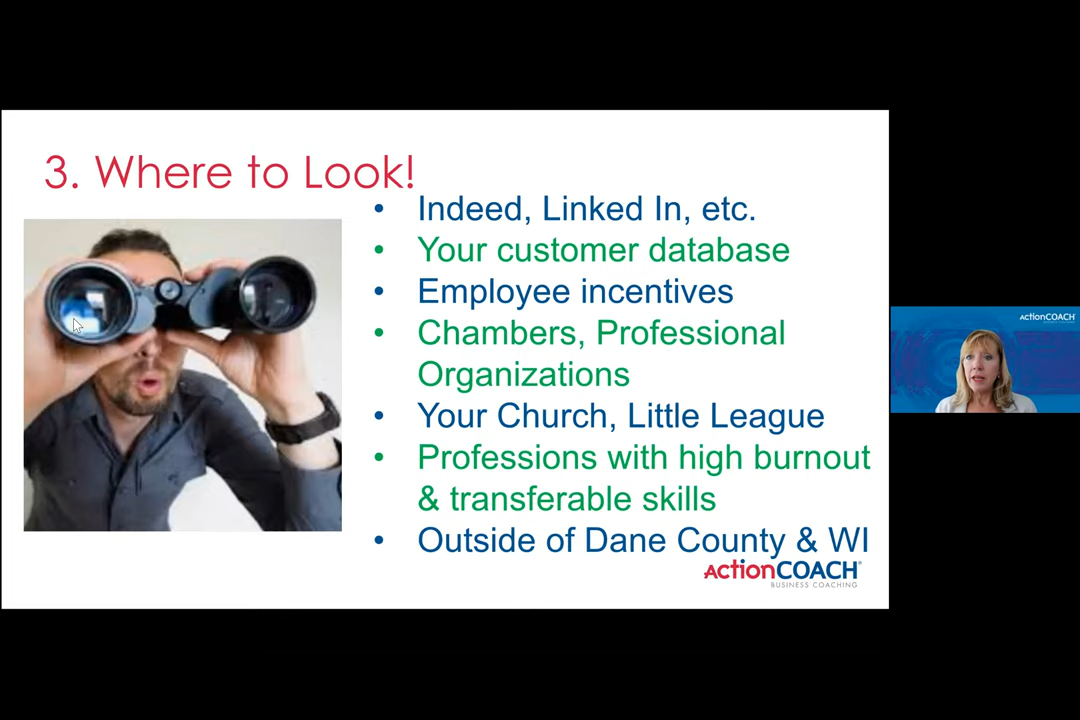 3. Where to Look!
• Indeed, Linked In, etc.
• Your customer database
• Employee incentives
• Chambers, Professional
Organizations
• Your Church, Little League
• Professions with high burnout
& transferable skills
• Outside of Dane County & WI
ActionCOACH
BUSINESS COACHING
ActionCOACH